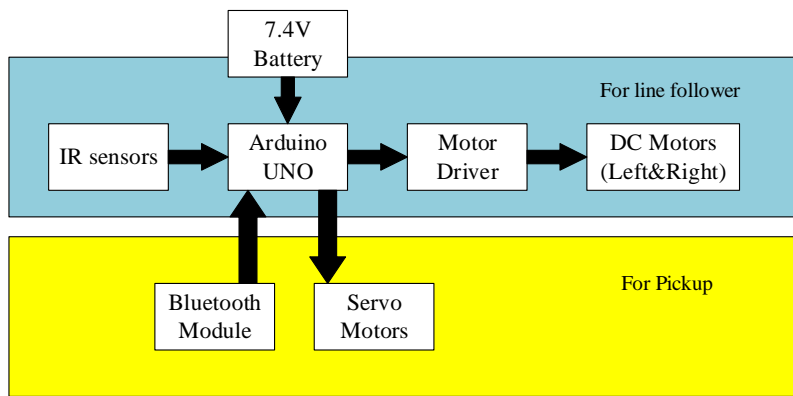 7.4V
Battery
For line follower
IR sensors
Arduino
UNO
Motor
Driver
DC Motors
(Left&Right)
For Pickup
Bluetooth
Module
Servo
Motors